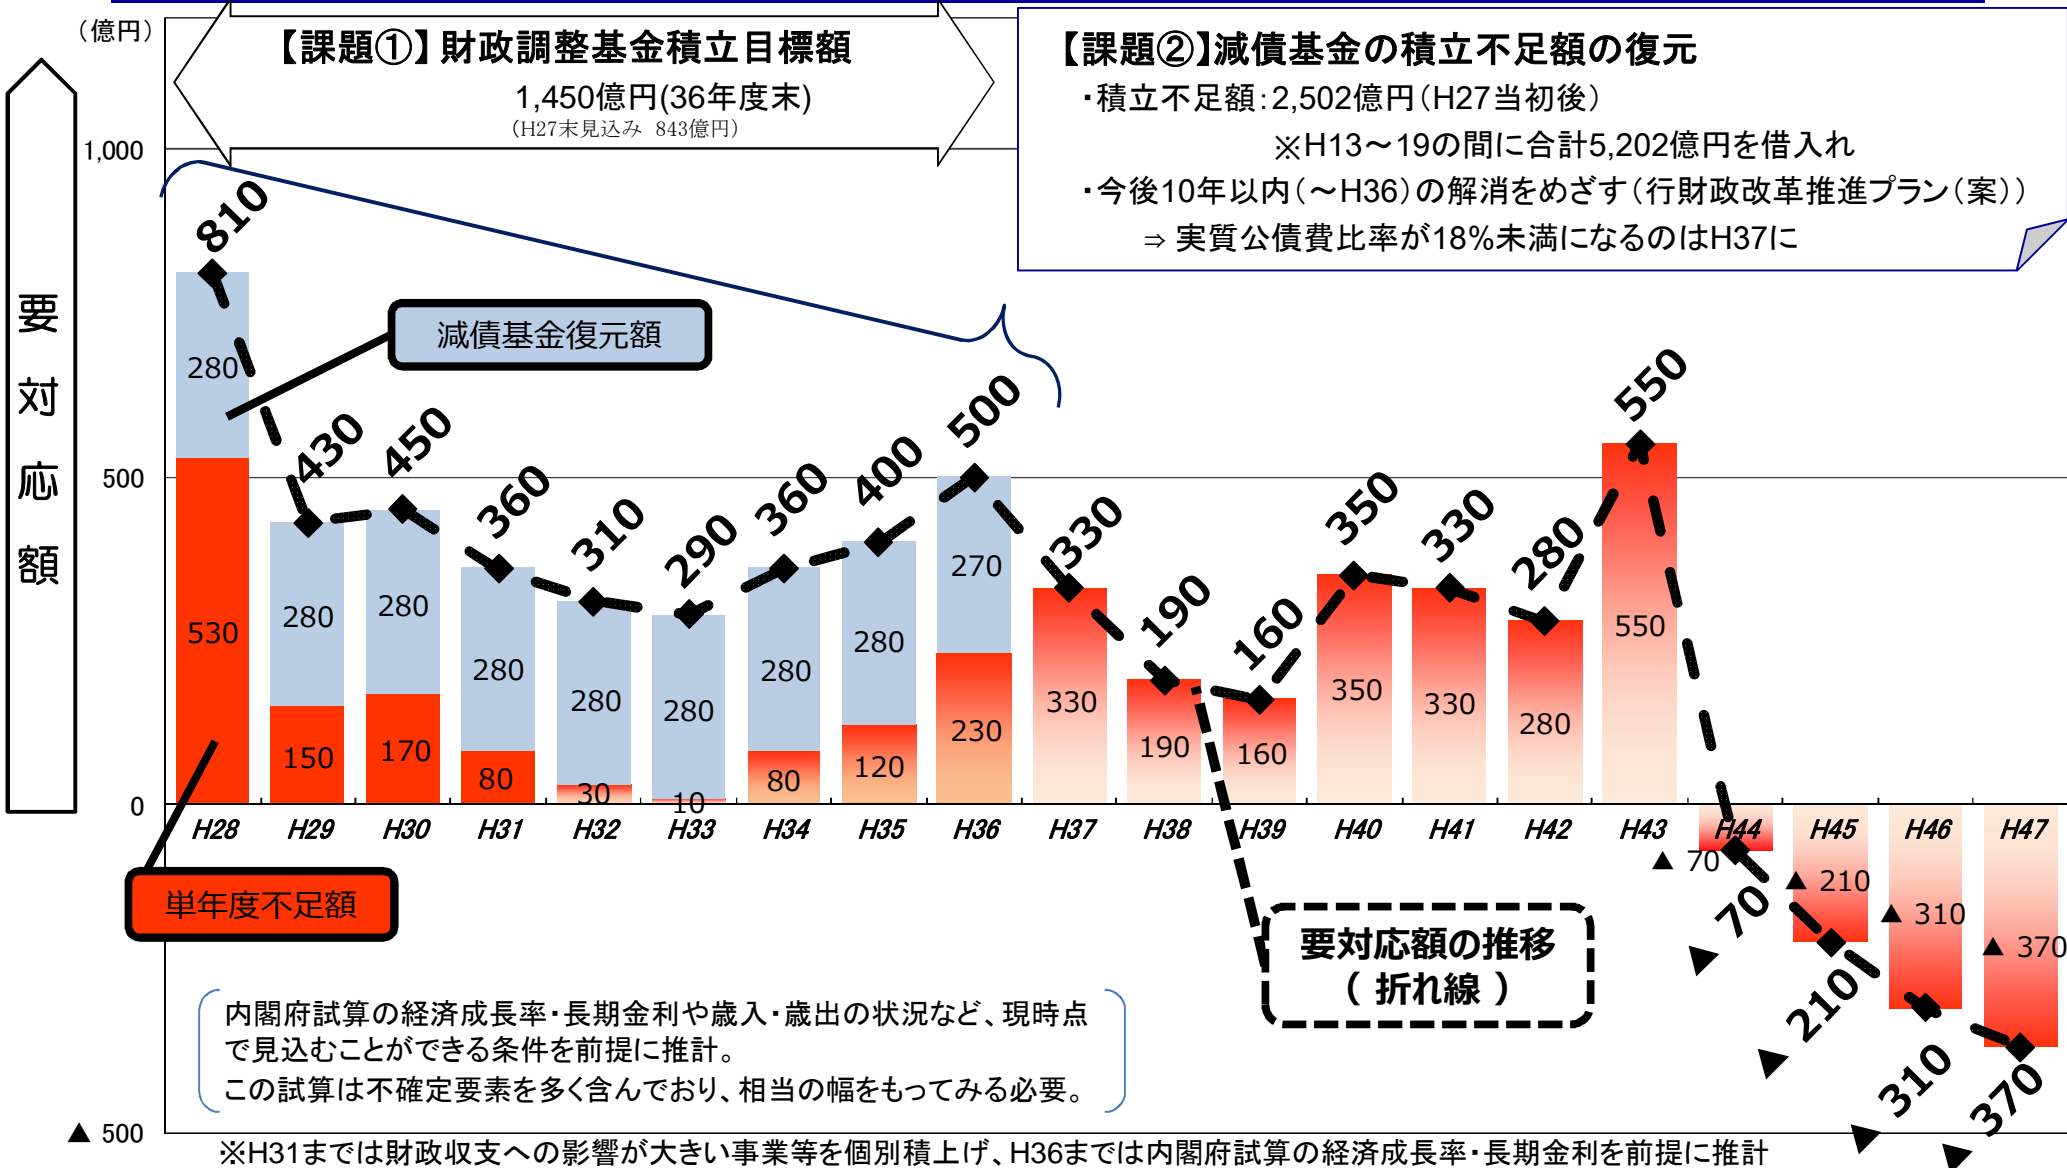 （億円）
【課題①】財政調整基金積立目標額
1,450億円(36年度末)
（H27末見込み 843億円）
【課題②】減債基金の積立不足額の復元
・積立不足額：2,502億円（H27当初後）
※H13～19の間に合計5,202億円を借入れ
・今後10年以内（～H36）の解消をめざす（行財政改革推進プラン（案））
⇒ 実質公債費比率が18%未満になるのはH37に
要対応額
1,000
500
0
▲ 500
減債基金復元額
単年度不足額
810 430 450 360 310 290 360 400 500 330 190 160 350 330 280 550 ▲ 70 ▲ 210 ▲ 310 ▲ 370
280 280 280 280 280 280 280 280 270
530 150 170 80 30 10 80 120 230 330 190 160 350 330 280 550 ▲ 70 ▲ 210 ▲ 310 ▲ 370
H28 H29 H30 H31 H32 H33 H34 H35 H36 H37 H38 H39 H40 H41 H42 H43 H44 H45 H46 H47
要対応額の推移
（ 折れ線 ）
内閣府試算の経済成長率・長期金利や歳入・歳出の状況など、現時点
で見込むことができる条件を前提に推計。
この試算は不確定要素を多く含んでおり、相当の幅をもってみる必要。
※H31までは財政収支への影響が大きい事業等を個別積上げ、H36までは内閣府試算の経済成長率・長期金利を前提に推計